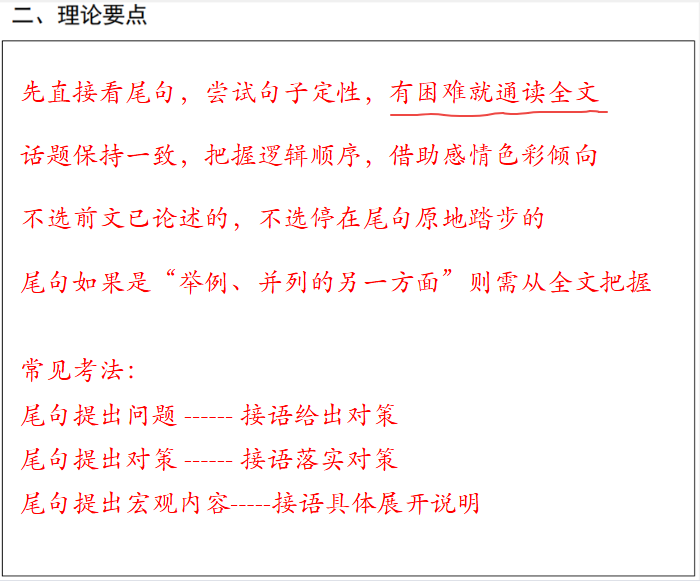 二、理论要点
先直接看尾句，尝试句子定性，有困难就通读全文
话题保持一致，把握逻辑顺序，借助感情色彩倾向
不选前文已论述的，不选停在尾句原地踏步的
尾句如果是“举例、并列的另一方面”则需从全文把握
常见考法：
尾句提出问题 ------ 接语给出对策
尾句提出对策 ------ 接语落实对策
尾句提出宏观内容-----接语具体展开说明